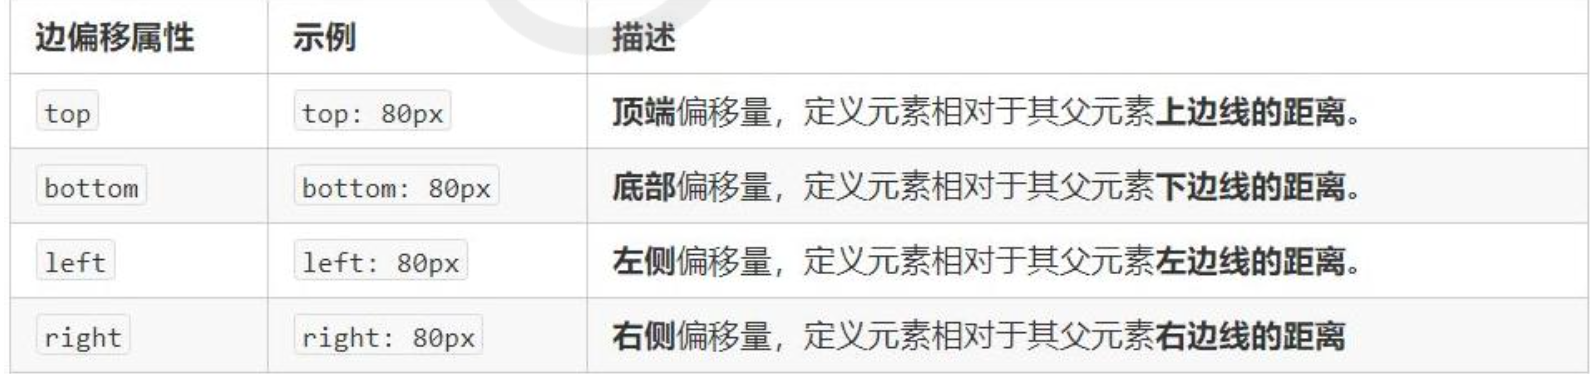 边偏移属性 示例 描述
top top: 80px 顶端偏移量，定义元素相对于其父元素上边线的距离。
bottom bottom: 80px 底部偏移量，定义元素相对于其父元素下边线的距离。
left left: 80px 左侧偏移量，定义元素相对于其父元素左边线的距离。
right right: 80px 右侧偏移量，定义元素相对于其父元素右边线的距离